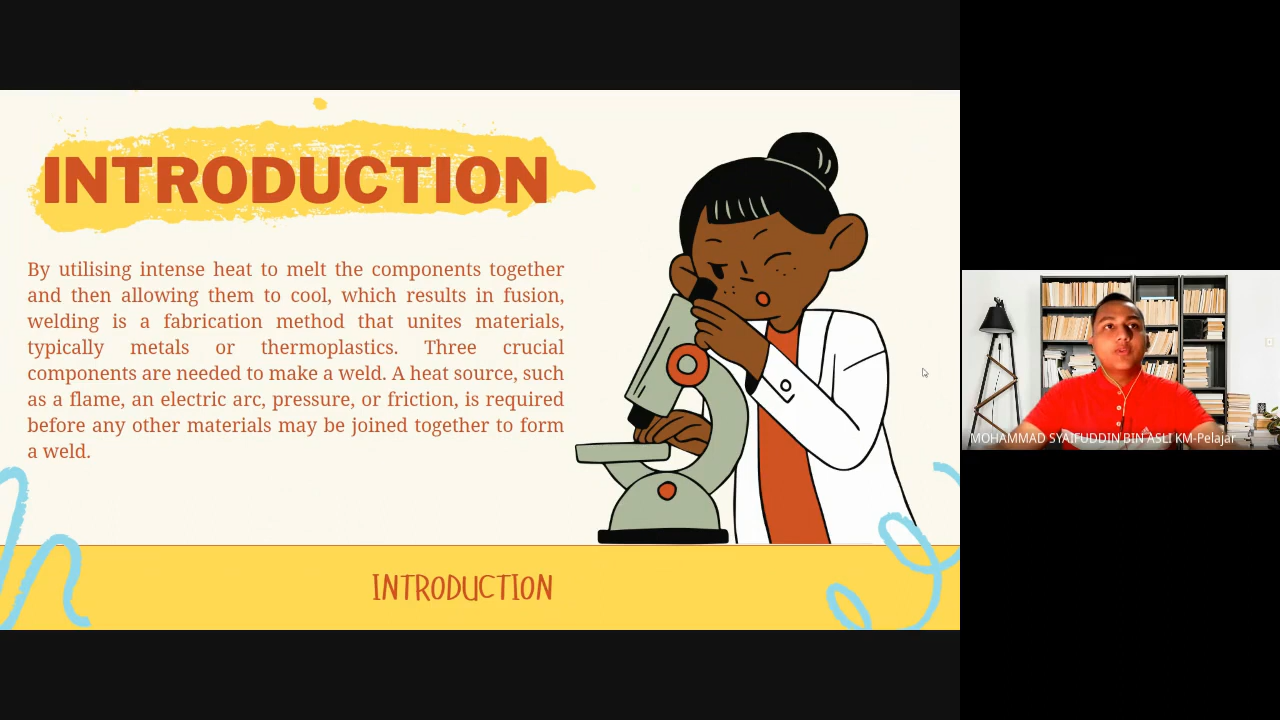 INTRODUCTION
By utilising intense heat to melt the components together
and then allowing them to cool, which results in fusion,
welding is a fabrication method that unites materials,
typically metals or thermoplastics. Three crucial
components are needed to make a weld. A heat source, such
as a flame, an electric arc, pressure, or friction, is required
before any other materials may be joined together to form
a weld.
MOHAMMAD SYAIFUDDIN BIN ASLI KM-Pelajar
INTRODUCTION